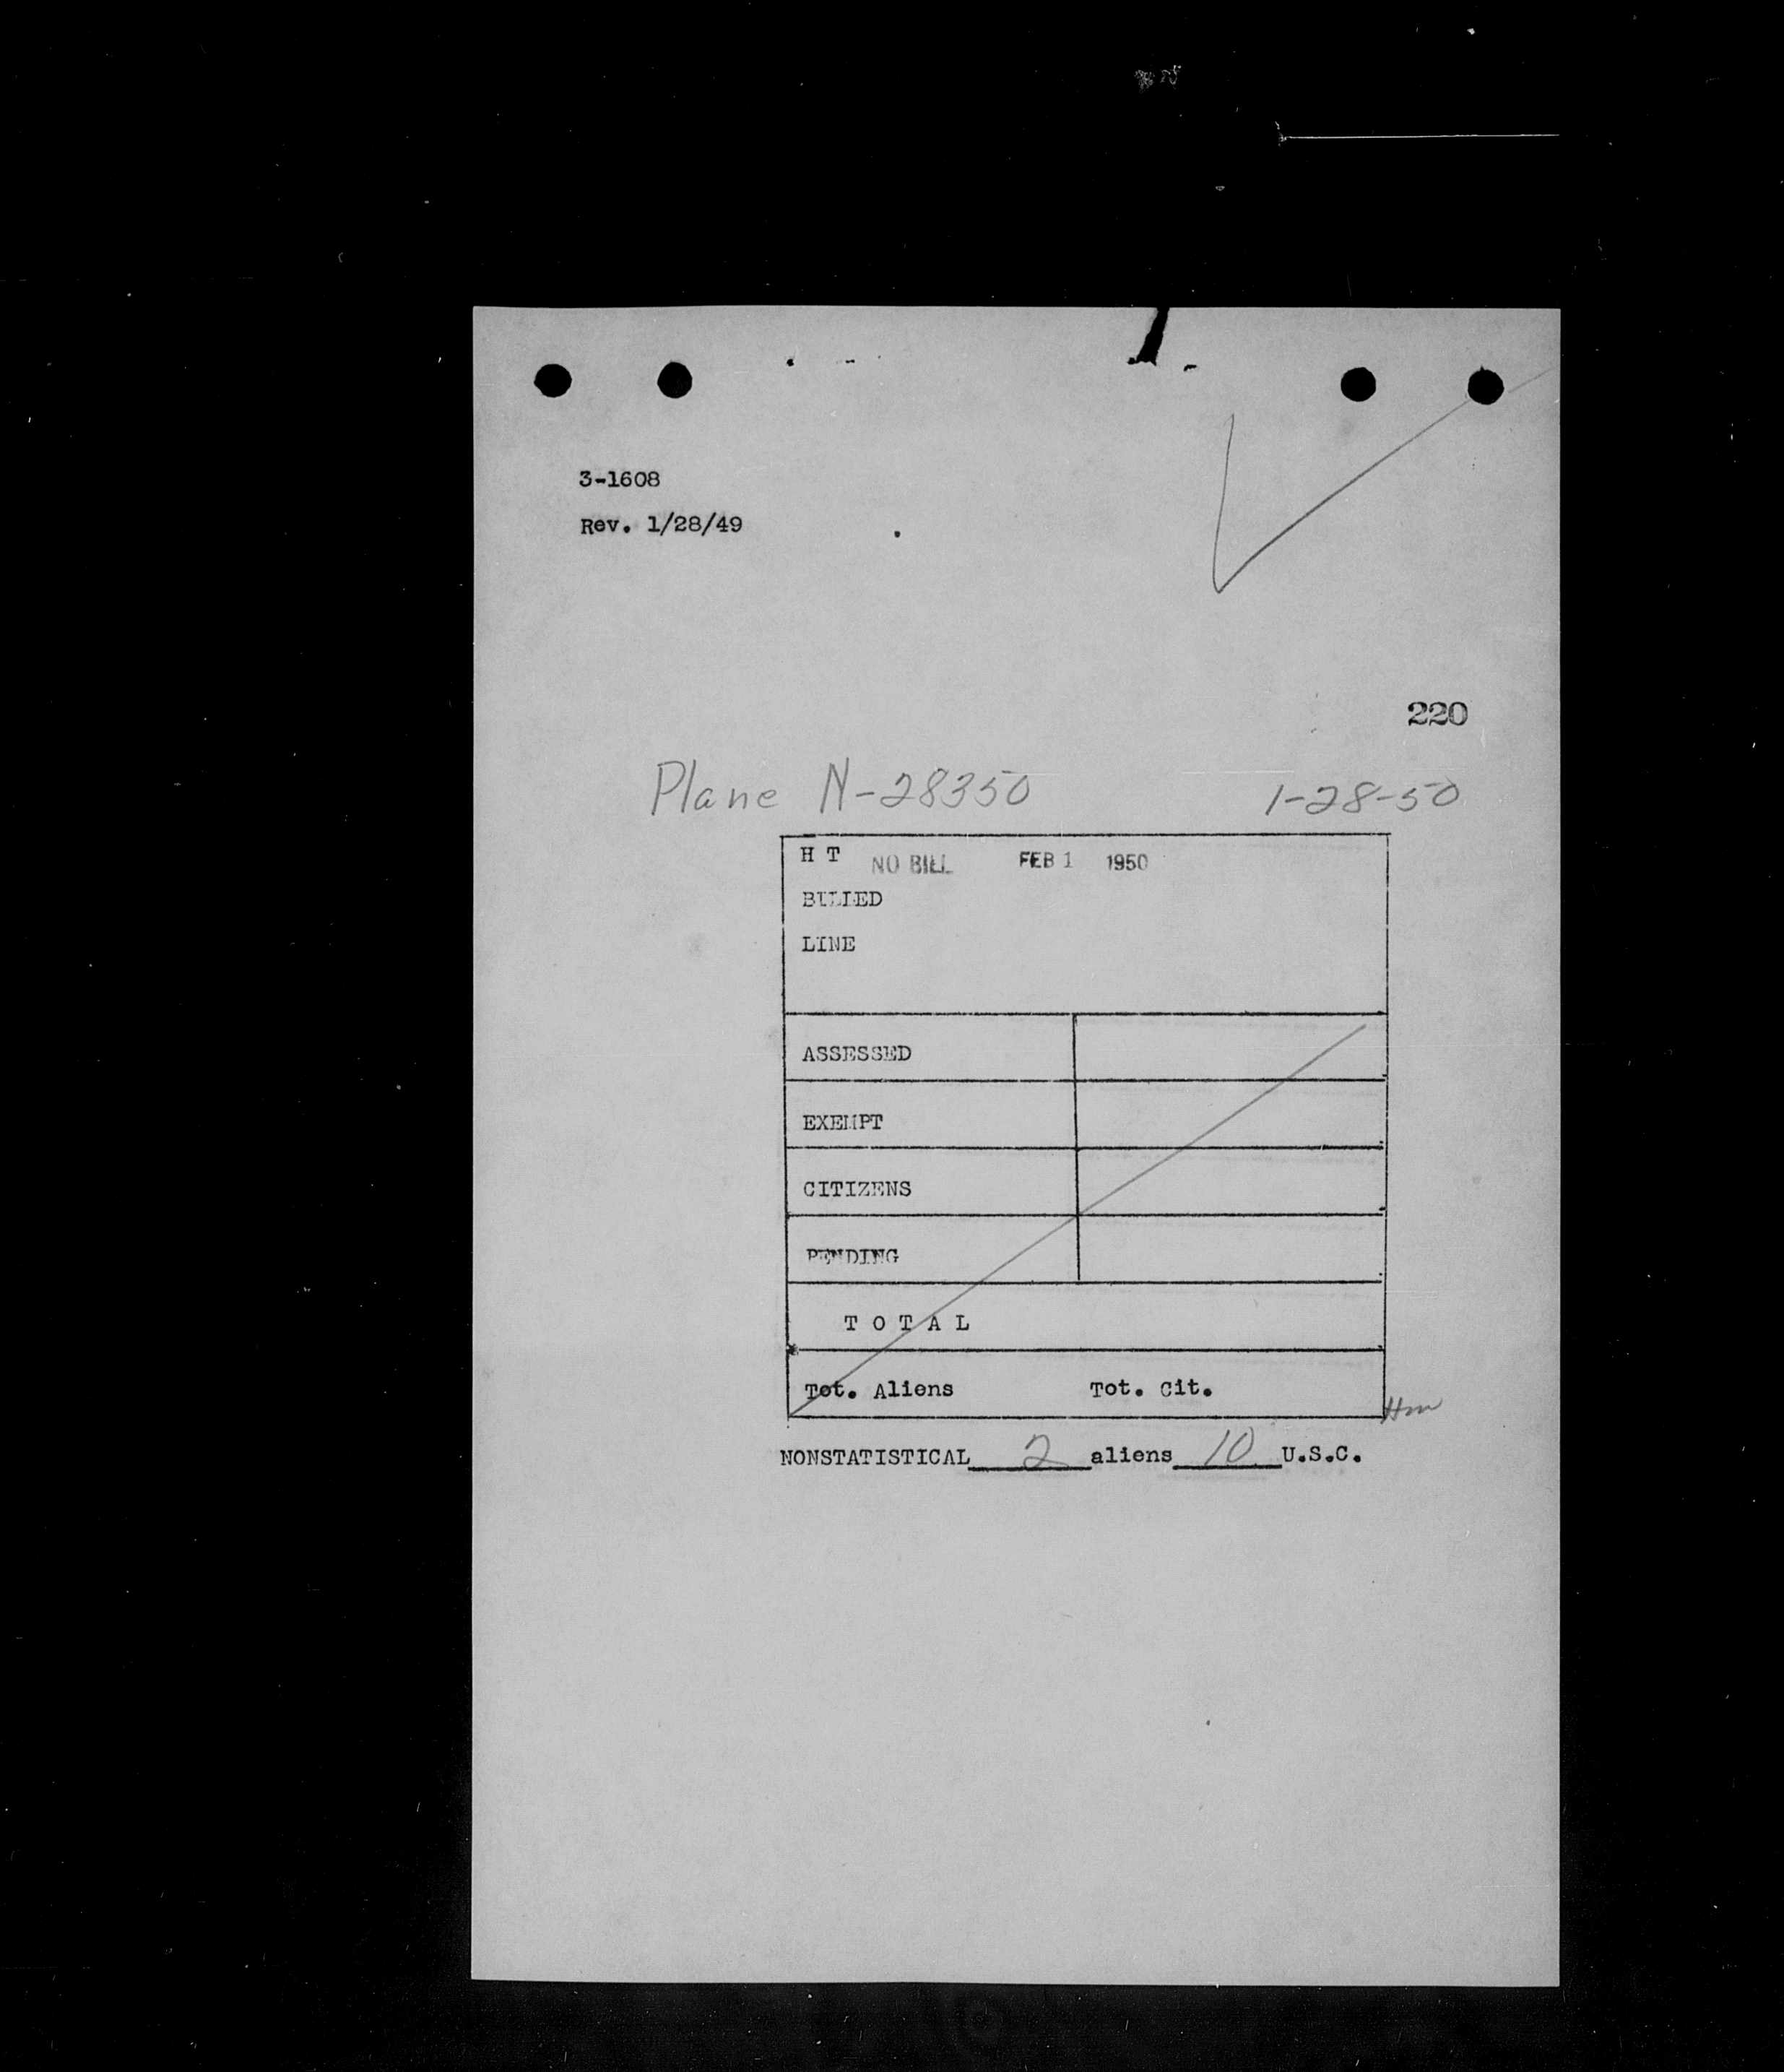 3-1608
Rev. 1/28/49
220
Plane N-28350 1-28-50
H T NO BILL FEB 1 1950
BILLED
LINE
ASSESSED
EXEMPT
CITIZENS
PENDING
T O T A L
Tot. Aliens Tot. Cit.
NONSTATISTICAL 2 aliens 10 U.S.C.